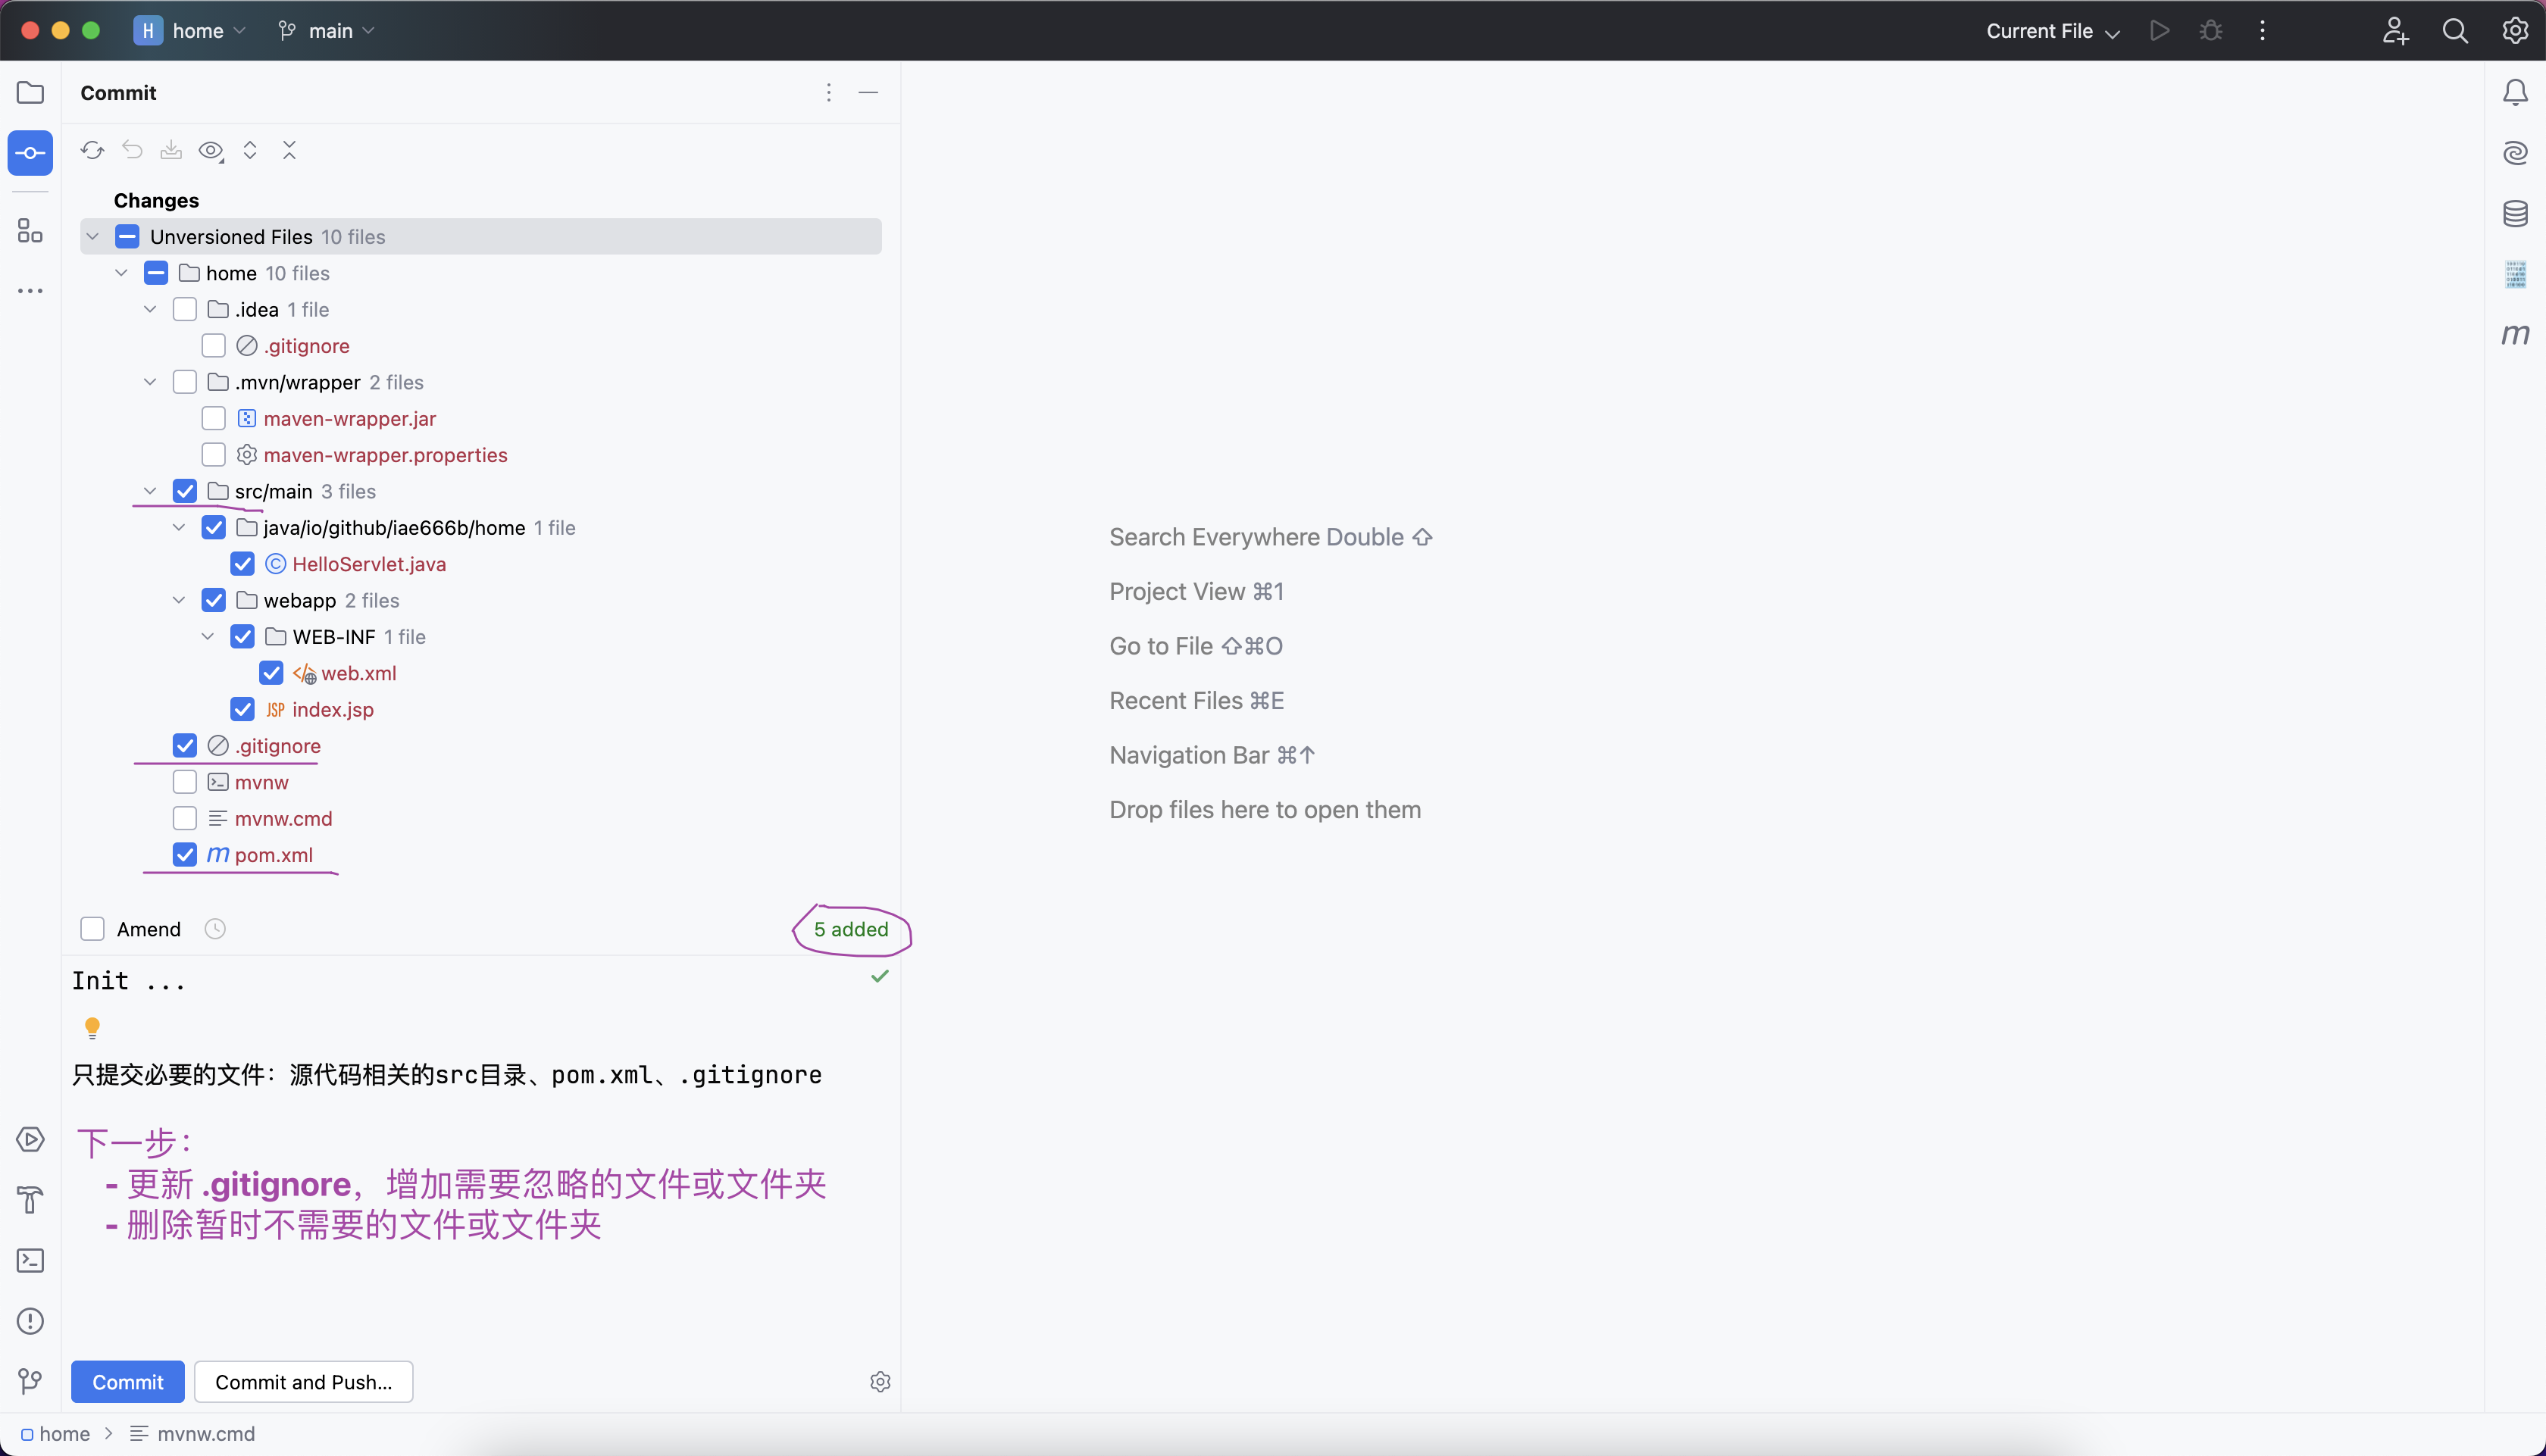 H home main Current File
Commit
Changes
Unversioned Files 10 files
home 10 files
.idea 1 file
.gitignore
.mvn/wrapper 2 files
maven-wrapper.jar
maven-wrapper.properties
src/main 3 files
java/io/github/iae666b/home 1 file
HelloServlet.java
webapp 2 files
WEB-INF 1 file
web.xml
JSP index.jsp
.gitignore
mvnw
mvnw.cmd
m pom.xml
Amend 5 added
Init ...
只提交必要的文件：源代码相关的src目录、pom.xml、.gitignore
下一步：
- 更新 .gitignore，增加需要忽略的文件或文件夹
- 删除暂时不需要的文件或文件夹
Commit Commit and Push...
home > mvnw.cmd
Search Everywhere Double ⇧
Project View ⌘1
Go to File ⇧⌘O
Recent Files ⌘E
Navigation Bar ⌘↑
Drop files here to open them
m